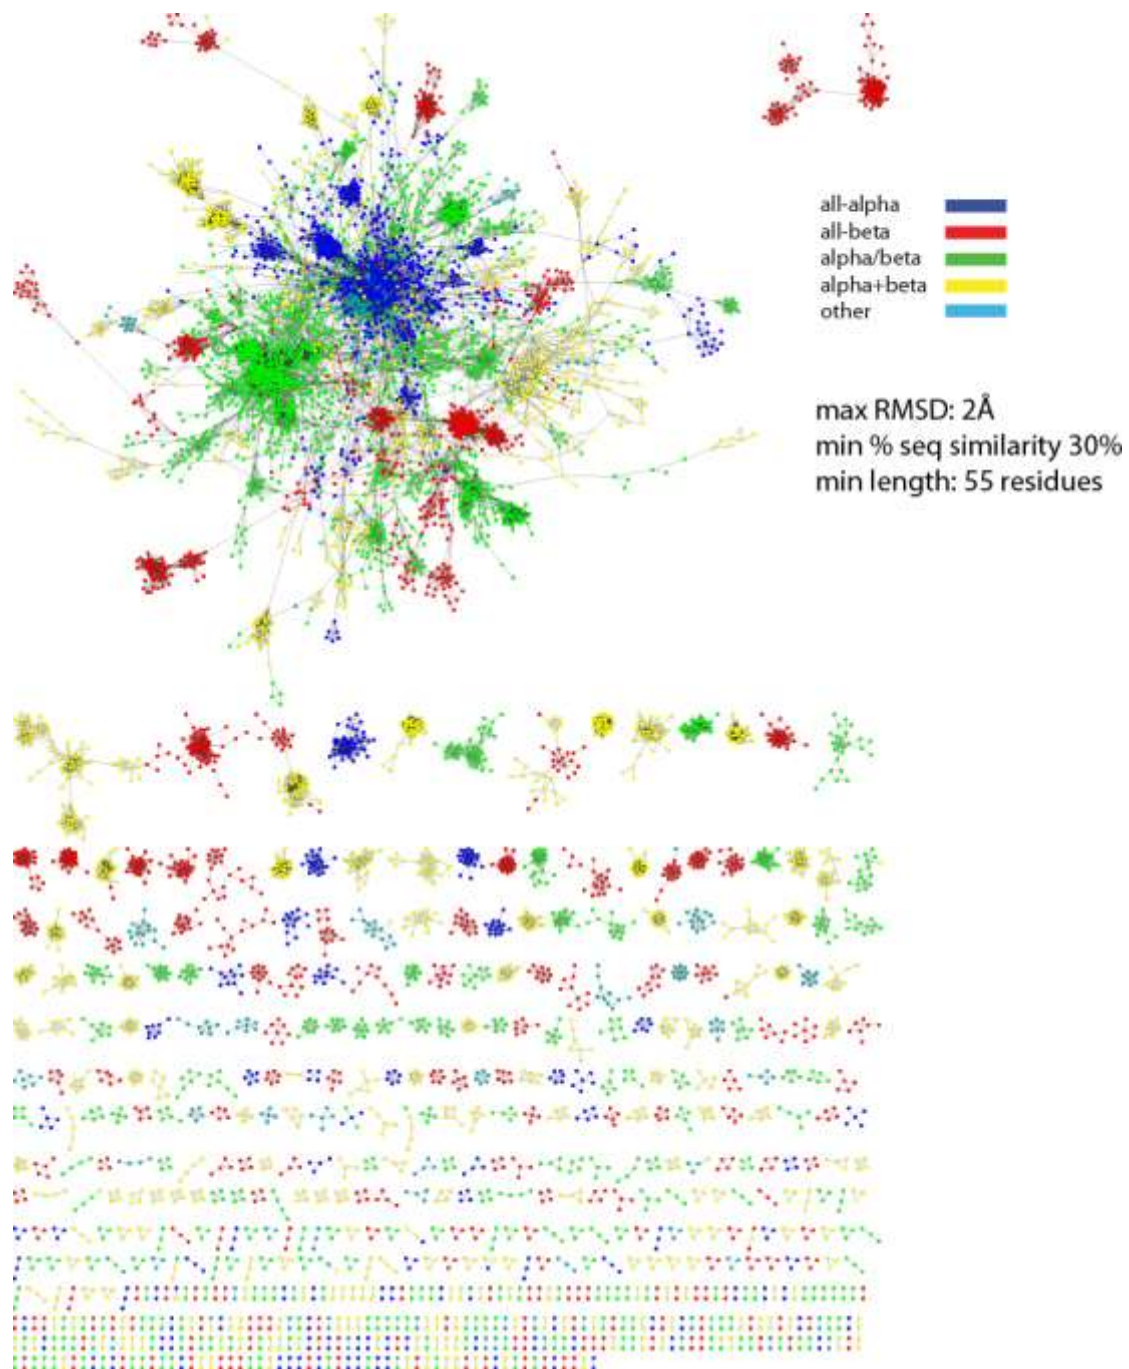 all-alpha
all-beta
alpha/beta
alpha+beta
other
max RMSD: 2Å
min % seq similarity 30%
min length: 55 residues